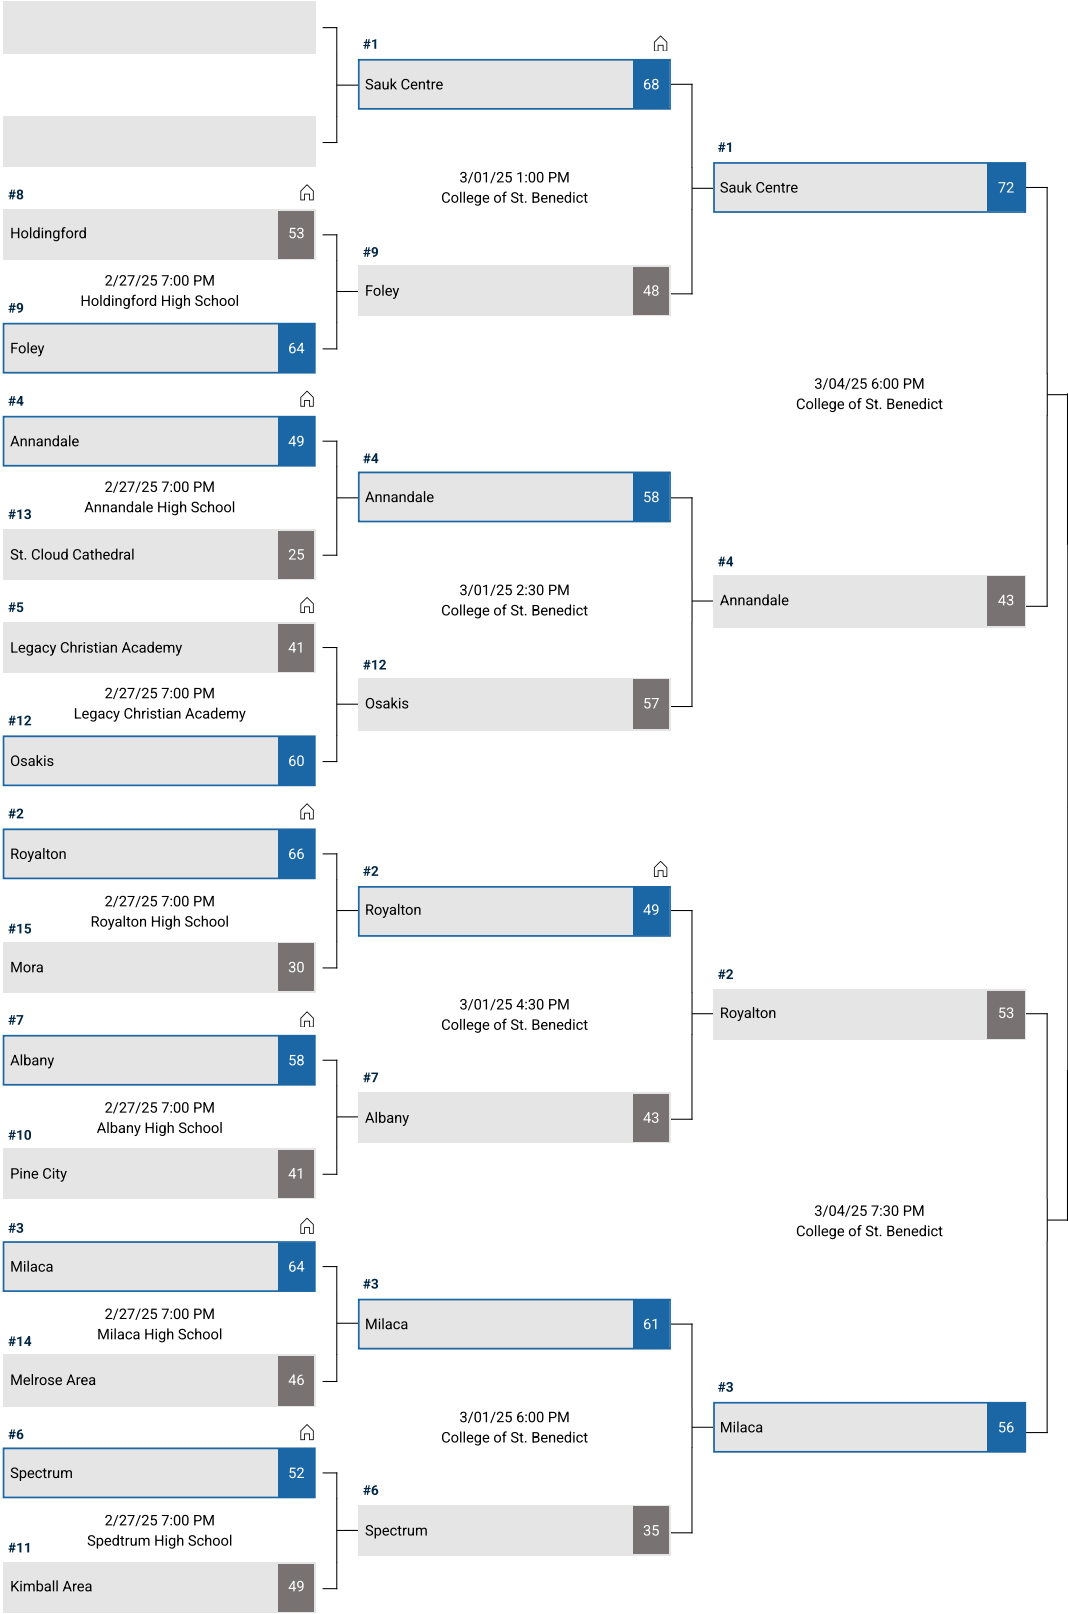 #1
Sauk Centre
68
3/01/25 1:00 PM
College of St. Benedict
#9
Foley
48
#1
Sauk Centre
72
#8
Holdingford
53
2/27/25 7:00 PM
Holdingford High School
#9
Foley
64
#4
Annandale
49
2/27/25 7:00 PM
Annandale High School
#13
St. Cloud Cathedral
25
#4
Annandale
58
3/01/25 2:30 PM
College of St. Benedict
#12
Osakis
57
3/04/25 6:00 PM
College of St. Benedict
#4
Annandale
43
#5
Legacy Christian Academy
41
2/27/25 7:00 PM
Legacy Christian Academy
#12
Osakis
60
#2
Royalton
66
2/27/25 7:00 PM
Royalton High School
#15
Mora
30
#2
Royalton
49
3/01/25 4:30 PM
College of St. Benedict
#7
Albany
43
#2
Royalton
53
#7
Albany
58
2/27/25 7:00 PM
Albany High School
#10
Pine City
41
#3
Milaca
64
2/27/25 7:00 PM
Milaca High School
#14
Melrose Area
46
#3
Milaca
61
3/01/25 6:00 PM
College of St. Benedict
#6
Spectrum
35
3/04/25 7:30 PM
College of St. Benedict
#3
Milaca
56
#6
Spectrum
52
2/27/25 7:00 PM
Spedtrum High School
#11
Kimball Area
49